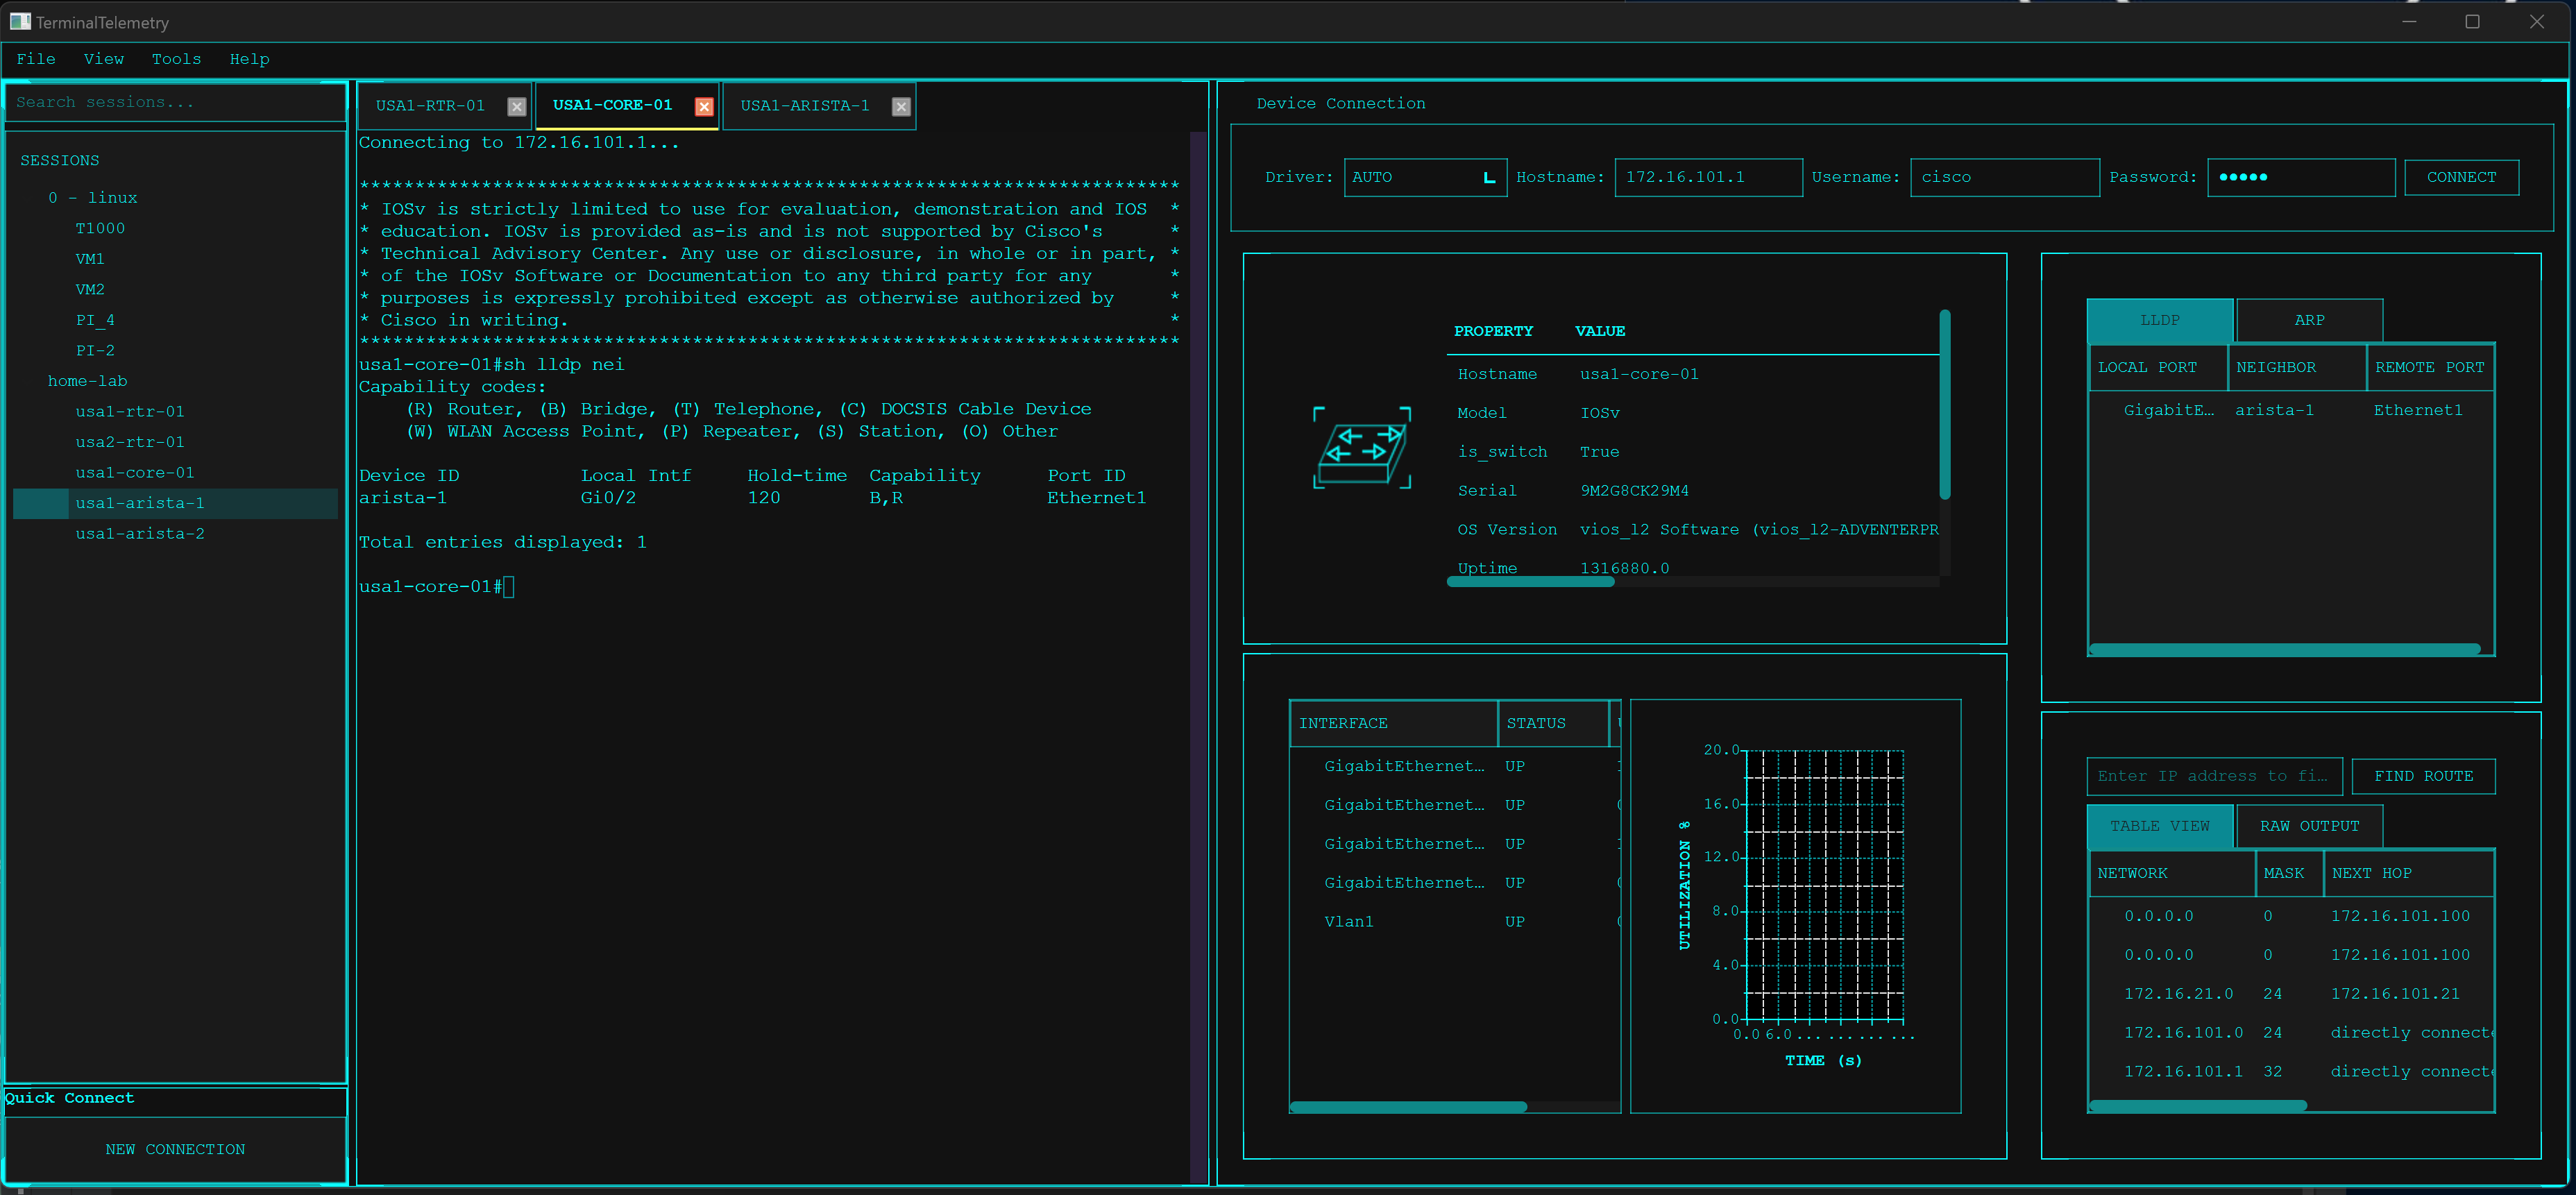 TerminalTelemetry
File View Tools Help
Search sessions...
SESSIONS
0 - linux
T1000
VM1
VM2
PI_4
PI-2
home-lab
usa1-rtr-01
usa2-rtr-01
usa1-core-01
usa1-arista-1
usa1-arista-2
Quick Connect
NEW CONNECTION
USA1-RTR-01 USA1-CORE-01 USA1-ARISTA-1
Connecting to 172.16.101.1...
**************************************************************************
* IOSv is strictly limited to use for evaluation, demonstration and IOS  *
* education. IOSv is provided as-is and is not supported by Cisco's      *
* Technical Advisory Center. Any use or disclosure, in whole or in part, *
* of the IOSv Software or Documentation to any third party for any       *
* purposes is expressly prohibited except as otherwise authorized by     *
* Cisco in writing.                                                      *
**************************************************************************
usa1-core-01#sh lldp nei
Capability codes:
(R) Router, (B) Bridge, (T) Telephone, (C) DOCSIS Cable Device
(W) WLAN Access Point, (P) Repeater, (S) Station, (O) Other
Device ID Local Intf Hold-time Capability Port ID
arista-1 Gi0/2 120 B,R Ethernet1
Total entries displayed: 1
usa1-core-01#
Device Connection
Driver: AUTO Hostname: 172.16.101.1 Username: cisco Password: ●●●●● CONNECT
PROPERTY VALUE
Hostname usa1-core-01
Model IOSv
is_switch True
Serial 9M2G8CK29M4
OS Version vios_l2 Software (vios_l2-ADVENTERPR
Uptime 1316880.0
LLDP ARP
LOCAL PORT NEIGHBOR REMOTE PORT
GigabitE... arista-1 Ethernet1
INTERFACE STATUS
GigabitEthernet... UP
GigabitEthernet... UP
GigabitEthernet... UP
GigabitEthernet... UP
Vlan1 UP
UTILIZATION %
20.0
16.0
12.0
8.0
4.0
0.0
0.0 6.0 ... ... ... ...
TIME (s)
Enter IP address to fi... FIND ROUTE
TABLE VIEW RAW OUTPUT
NETWORK MASK NEXT HOP
0.0.0.0 0 172.16.101.100
0.0.0.0 0 172.16.101.100
172.16.21.0 24 172.16.101.21
172.16.101.0 24 directly connecte
172.16.101.1 32 directly connecte